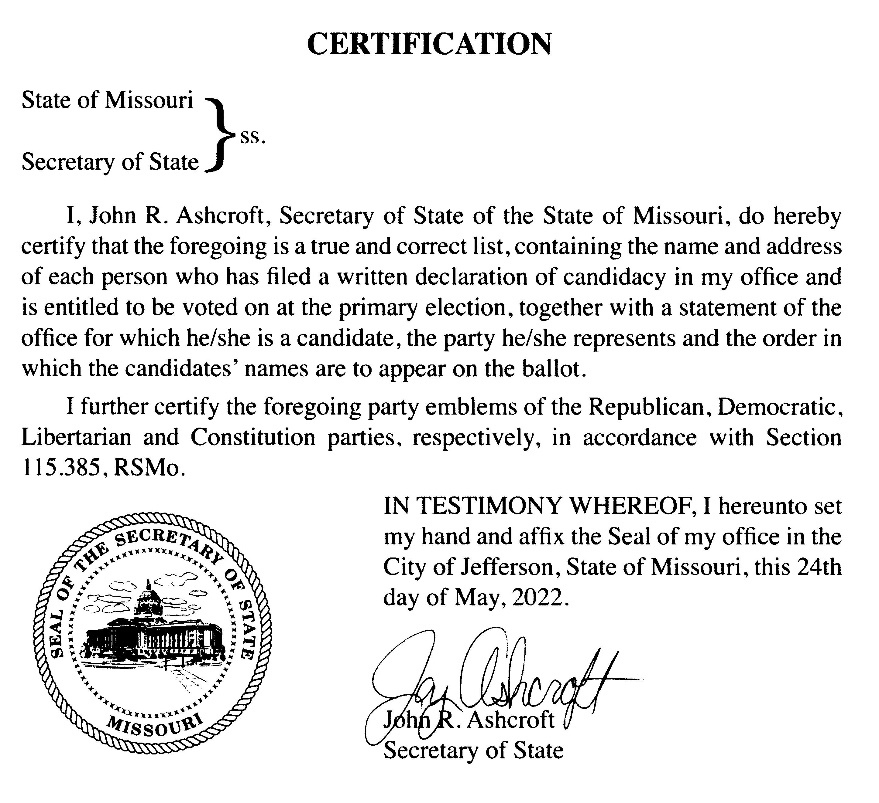 CERTIFICATION
State of Missouri
ss.
Secretary of State
I, John R. Ashcroft, Secretary of State of the State of Missouri, do hereby
certify that the foregoing is a true and correct list, containing the name and address
of each person who has filed a written declaration of candidacy in my office and
is entitled to be voted on at the primary election, together with a statement of the
office for which he/she is a candidate, the party he/she represents and the order in
which the candidates' names are to appear on the ballot.
I further certify the foregoing party emblems of the Republican, Democratic,
Libertarian and Constitution parties, respectively, in accordance with Section
115.385, RSMo.
IN TESTIMONY WHEREOF, I hereunto set
my hand and affix the Seal of my office in the
City of Jefferson, State of Missouri, this 24th
day of May, 2022.
SEAL OF THE SECRETARY OF STATE
MISSOURI
Jay Ashcroft
John R. Ashcroft
Secretary of State